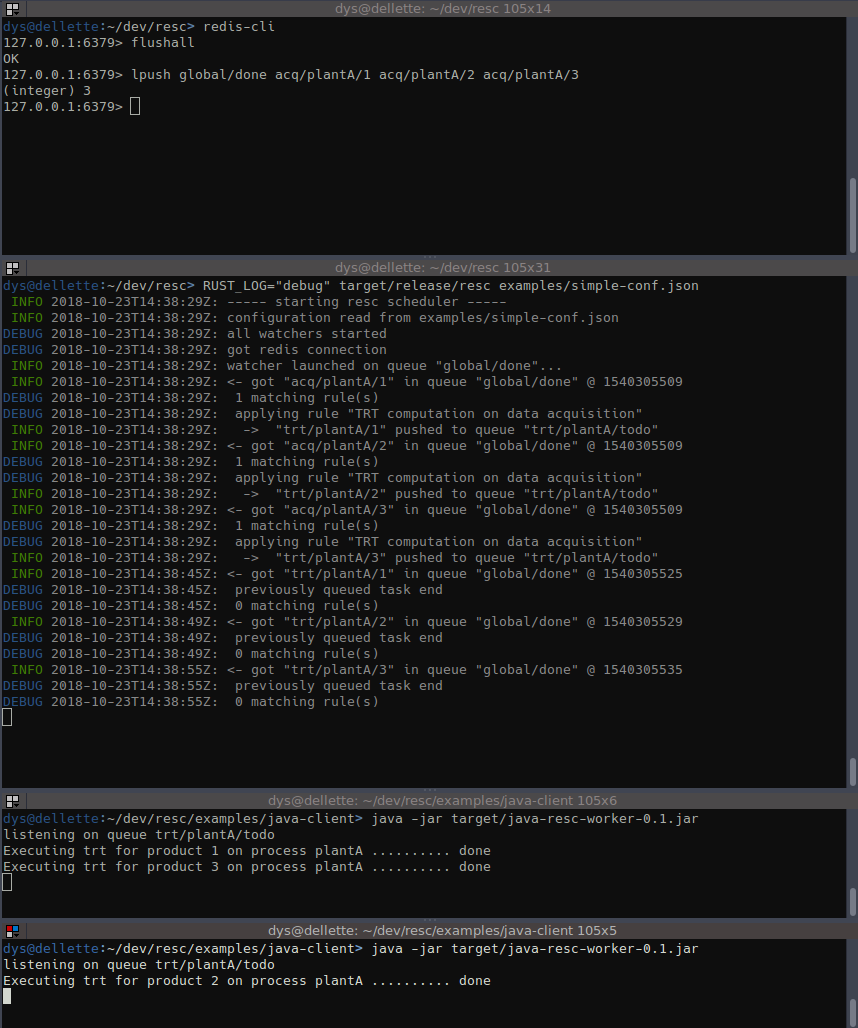 dys@dellette: ~/dev/resc 105x14
dys@dellette:~/dev/resc> redis-cli
127.0.0.1:6379> flushall
OK
127.0.0.1:6379> lpush global/done acq/plantA/1 acq/plantA/2 acq/plantA/3
(integer) 3
127.0.0.1:6379>
dys@dellette: ~/dev/resc 105x31
dys@dellette:~/dev/resc> RUST_LOG="debug" target/release/resc examples/simple-conf.json
 INFO 2018-10-23T14:38:29Z: ----- starting resc scheduler -----
 INFO 2018-10-23T14:38:29Z: configuration read from examples/simple-conf.json
DEBUG 2018-10-23T14:38:29Z: all watchers started
DEBUG 2018-10-23T14:38:29Z: got redis connection
 INFO 2018-10-23T14:38:29Z: watcher launched on queue "global/done"...
 INFO 2018-10-23T14:38:29Z: <- got "acq/plantA/1" in queue "global/done" @ 1540305509
DEBUG 2018-10-23T14:38:29Z:  1 matching rule(s)
DEBUG 2018-10-23T14:38:29Z:  applying rule "TRT computation on data acquisition"
 INFO 2018-10-23T14:38:29Z:   ->  "trt/plantA/1" pushed to queue "trt/plantA/todo"
 INFO 2018-10-23T14:38:29Z: <- got "acq/plantA/2" in queue "global/done" @ 1540305509
DEBUG 2018-10-23T14:38:29Z:  1 matching rule(s)
DEBUG 2018-10-23T14:38:29Z:  applying rule "TRT computation on data acquisition"
 INFO 2018-10-23T14:38:29Z:   ->  "trt/plantA/2" pushed to queue "trt/plantA/todo"
 INFO 2018-10-23T14:38:29Z: <- got "acq/plantA/3" in queue "global/done" @ 1540305509
DEBUG 2018-10-23T14:38:29Z:  1 matching rule(s)
DEBUG 2018-10-23T14:38:29Z:  applying rule "TRT computation on data acquisition"
 INFO 2018-10-23T14:38:29Z:   ->  "trt/plantA/3" pushed to queue "trt/plantA/todo"
 INFO 2018-10-23T14:38:45Z: <- got "trt/plantA/1" in queue "global/done" @ 1540305525
DEBUG 2018-10-23T14:38:45Z:  previously queued task end
DEBUG 2018-10-23T14:38:45Z:  0 matching rule(s)
 INFO 2018-10-23T14:38:49Z: <- got "trt/plantA/2" in queue "global/done" @ 1540305529
DEBUG 2018-10-23T14:38:49Z:  previously queued task end
DEBUG 2018-10-23T14:38:49Z:  0 matching rule(s)
 INFO 2018-10-23T14:38:55Z: <- got "trt/plantA/3" in queue "global/done" @ 1540305535
DEBUG 2018-10-23T14:38:55Z:  previously queued task end
DEBUG 2018-10-23T14:38:55Z:  0 matching rule(s)
dys@dellette: ~/dev/resc/examples/java-client 105x6
dys@dellette:~/dev/resc/examples/java-client> java -jar target/java-resc-worker-0.1.jar
listening on queue trt/plantA/todo
Executing trt for product 1 on process plantA .......... done
Executing trt for product 3 on process plantA .......... done
dys@dellette: ~/dev/resc/examples/java-client 105x5
dys@dellette:~/dev/resc/examples/java-client> java -jar target/java-resc-worker-0.1.jar
listening on queue trt/plantA/todo
Executing trt for product 2 on process plantA .......... done